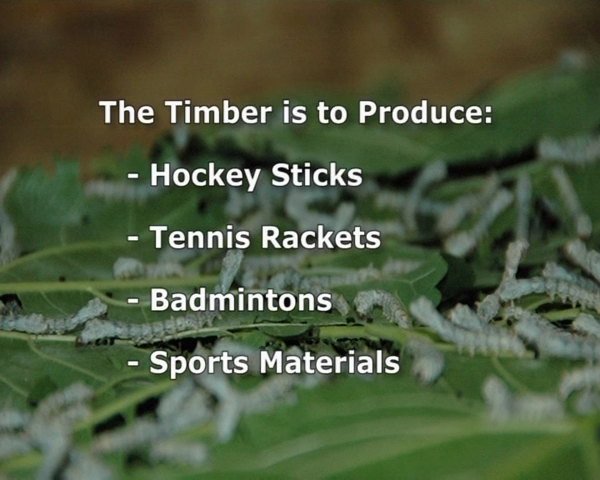 The Timber is to Produce:
- Hockey Sticks
- Tennis Rackets
- Badmintons
- Sports Materials